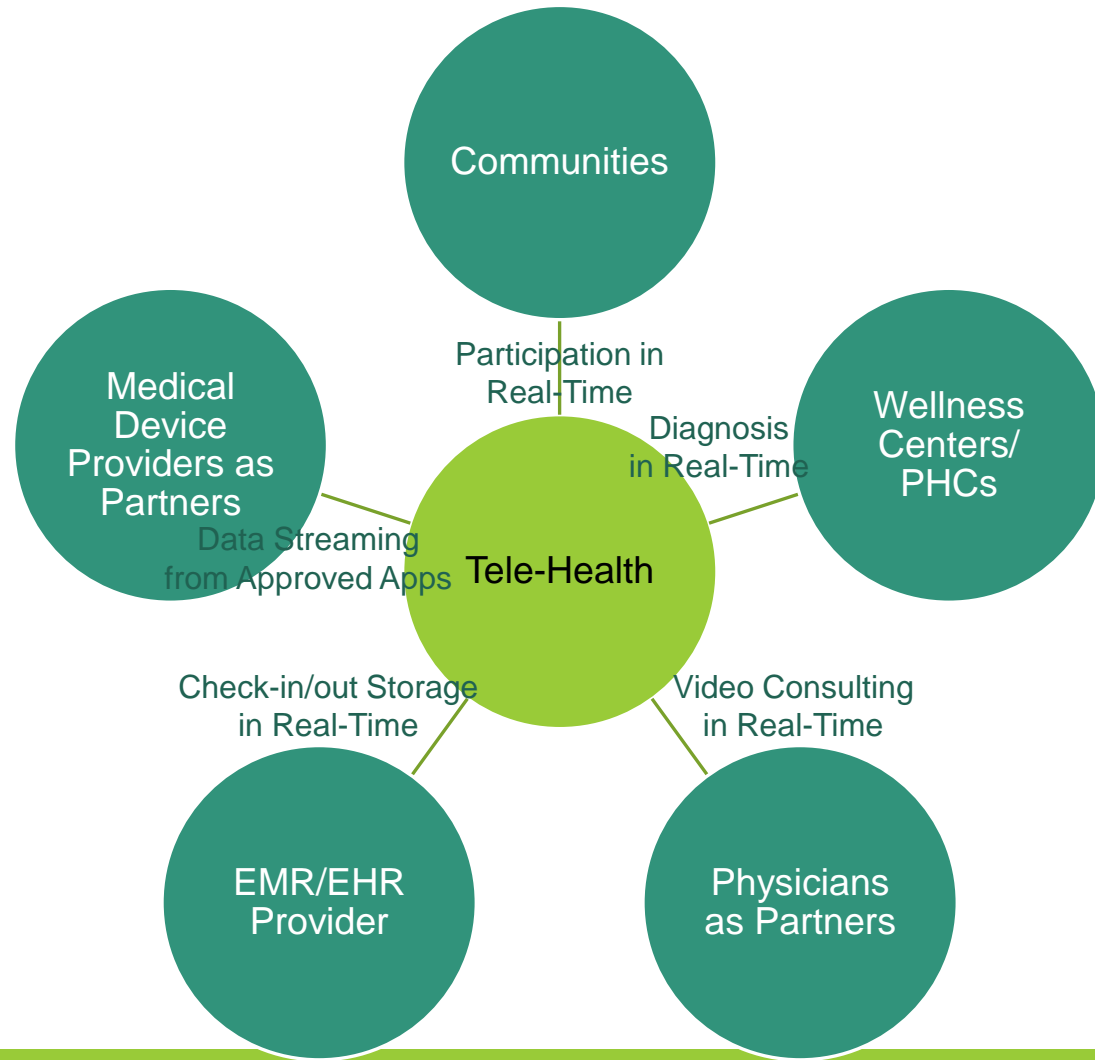 Communities
Participation in
Real-Time
Medical
Device
Providers as
Partners
Diagnosis
in Real-Time
Wellness
Centers/
PHCs
Data Streaming
from Approved Apps
Tele-Health
Check-in/out Storage
in Real-Time
Video Consulting
in Real-Time
EMR/EHR
Provider
Physicians
as Partners